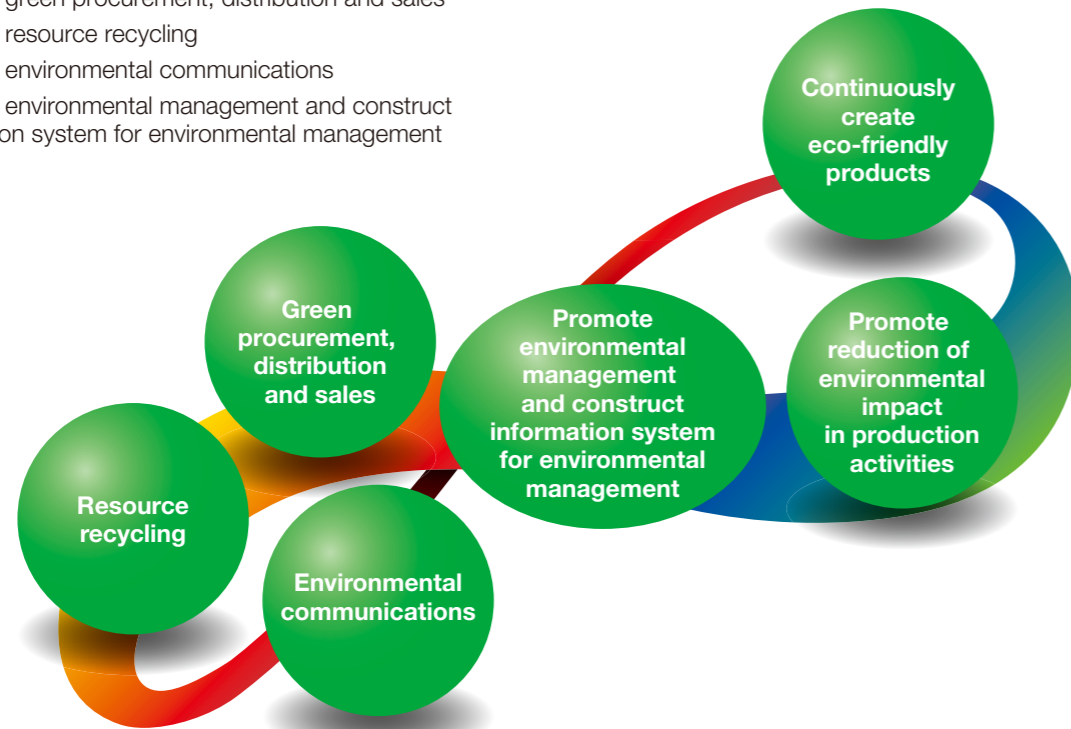 green procurement, distribution and sales
resource recycling
environmental communications
environmental management and construct
on system for environmental management
Continuously
create
eco-friendly
products
Green
procurement,
distribution
and sales
Promote
environmental
management
and construct
information system
for environmental
management
Promote
reduction of
environmental
impact
in production
activities
Resource
recycling
Environmental
communications